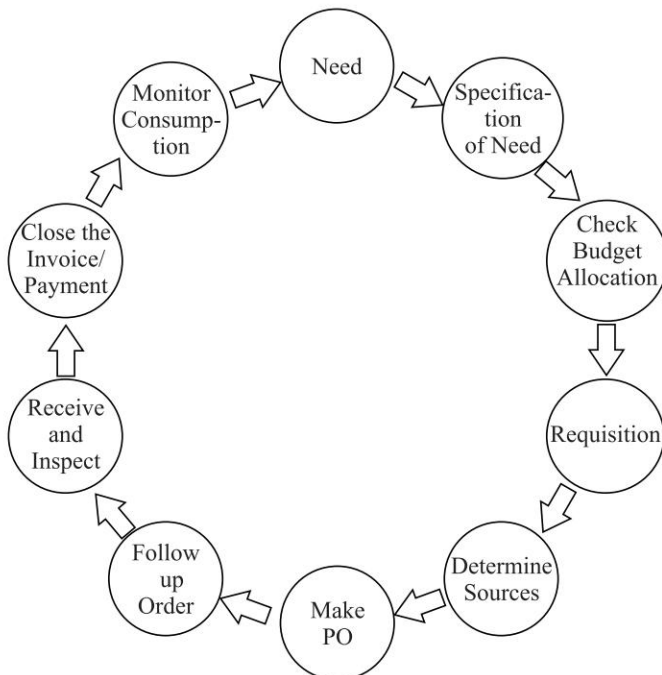 Need
Specifica-
tion
of Need
Check
Budget
Allocation
Requisition
Determine
Sources
Make
PO
Follow
up
Order
Receive
and
Inspect
Close the
Invoice/
Payment
Monitor
Consump-
tion